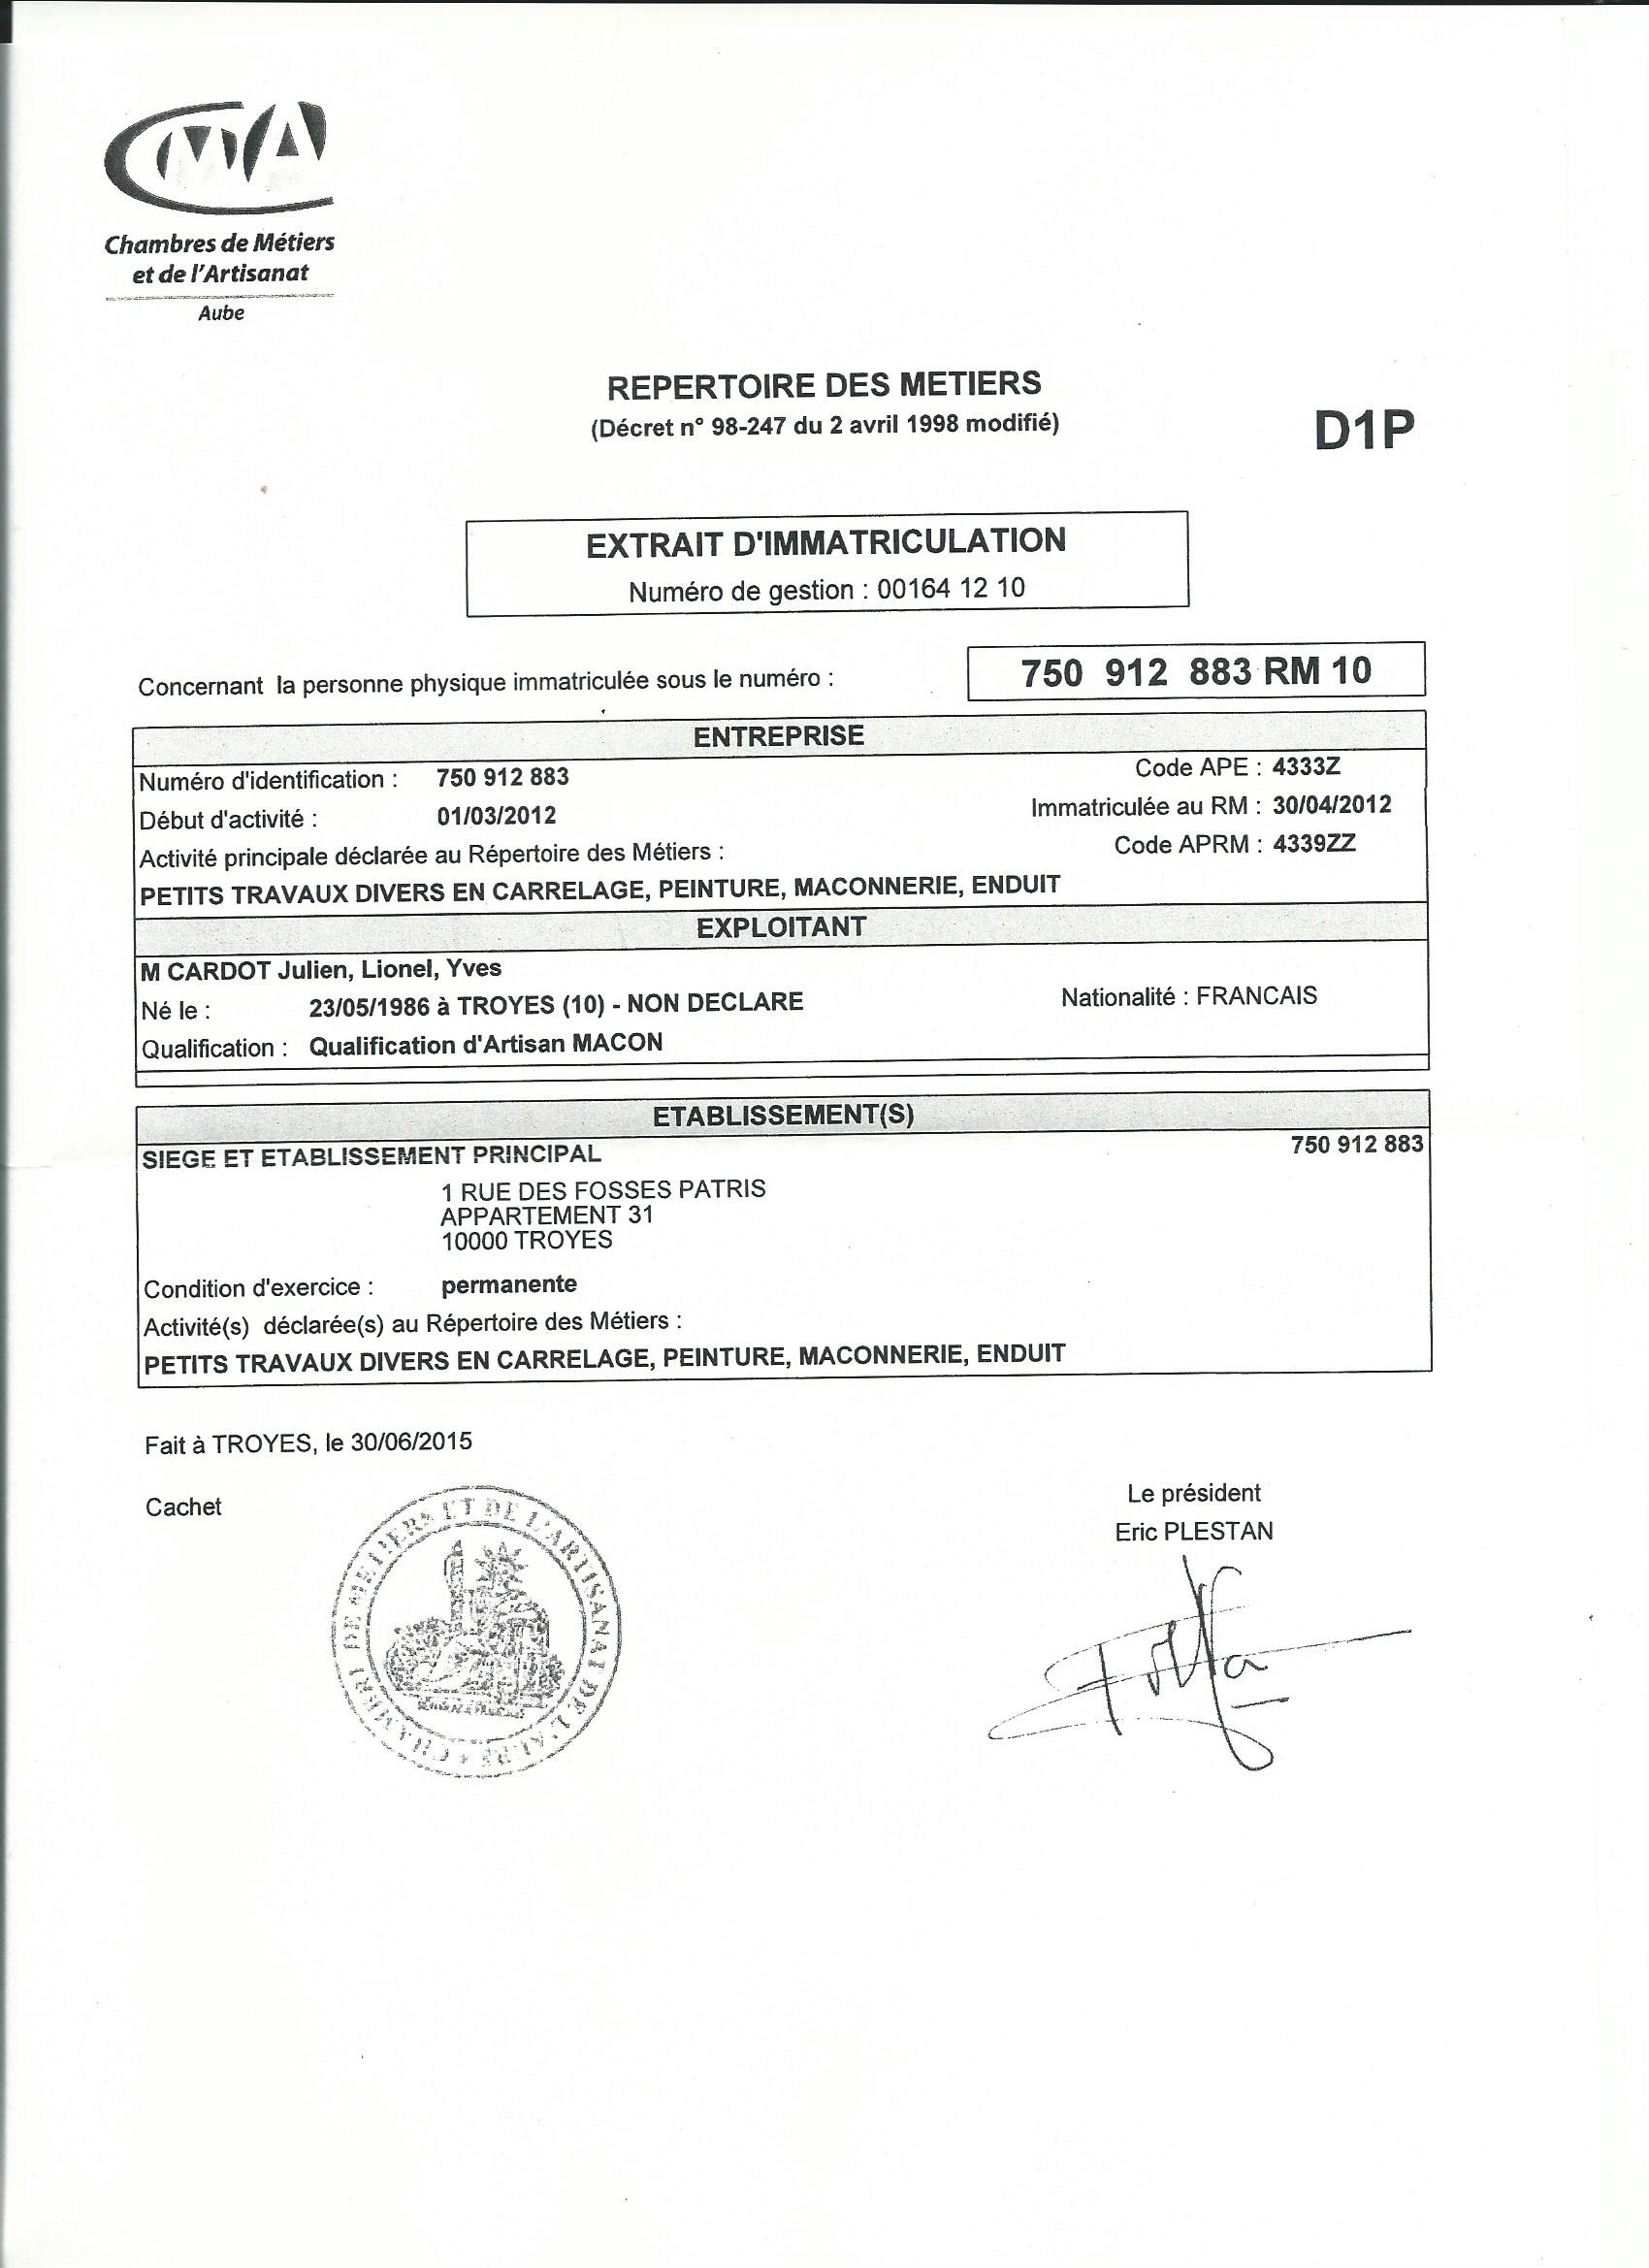 CMA
Chambres de Métiers
et de l'Artisanat
Aube
REPERTOIRE DES METIERS
(Décret n° 98-247 du 2 avril 1998 modifié)
D1P
EXTRAIT D'IMMATRICULATION
Numéro de gestion : 00164 12 10
Concernant la personne physique immatriculée sous le numéro :
750 912 883 RM 10
ENTREPRISE
Numéro d'identification : 750 912 883 Code APE : 4333Z
Début d'activité : 01/03/2012 Immatriculée au RM : 30/04/2012
Activité principale déclarée au Répertoire des Métiers : Code APRM : 4339ZZ
PETITS TRAVAUX DIVERS EN CARRELAGE, PEINTURE, MACONNERIE, ENDUIT
EXPLOITANT
M CARDOT Julien, Lionel, Yves
Né le : 23/05/1986 à TROYES (10) - NON DECLARE Nationalité : FRANCAIS
Qualification : Qualification d'Artisan MACON
ETABLISSEMENT(S)
SIEGE ET ETABLISSEMENT PRINCIPAL 750 912 883
1 RUE DES FOSSES PATRIS
APPARTEMENT 31
10000 TROYES
Condition d'exercice : permanente
Activité(s) déclarée(s) au Répertoire des Métiers :
PETITS TRAVAUX DIVERS EN CARRELAGE, PEINTURE, MACONNERIE, ENDUIT
Fait à TROYES, le 30/06/2015
Cachet
Le président
Eric PLESTAN
CHAMBRE DE METIERS ET DE L'ARTISANAT DE L'AUBE